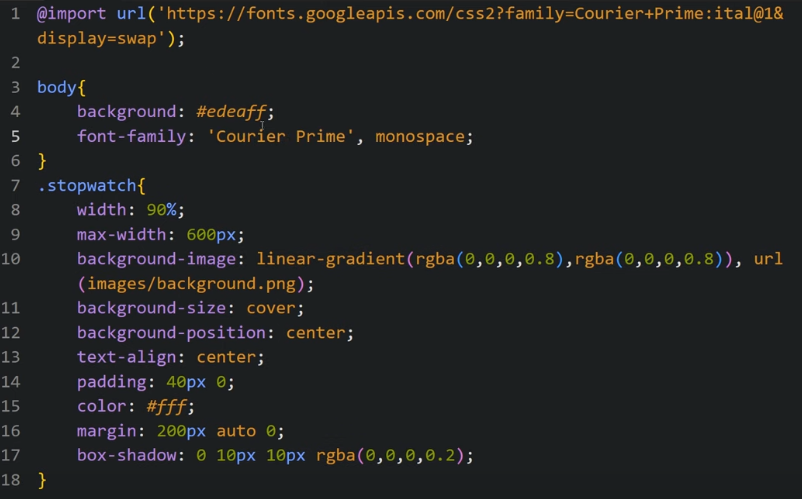 1 @import url('https://fonts.googleapis.com/css2?family=Courier+Prime:ital@1&
display=swap');
2
3 body{
4 background: #edeaff;
5 font-family: 'Courier Prime', monospace;
6 }
7 .stopwatch{
8 width: 90%;
9 max-width: 600px;
10 background-image: linear-gradient(rgba(0,0,0,0.8),rgba(0,0,0,0.8)), url
(images/background.png);
11 background-size: cover;
12 background-position: center;
13 text-align: center;
14 padding: 40px 0;
15 color: #fff;
16 margin: 200px auto 0;
17 box-shadow: 0 10px 10px rgba(0,0,0,0.2);
18 }